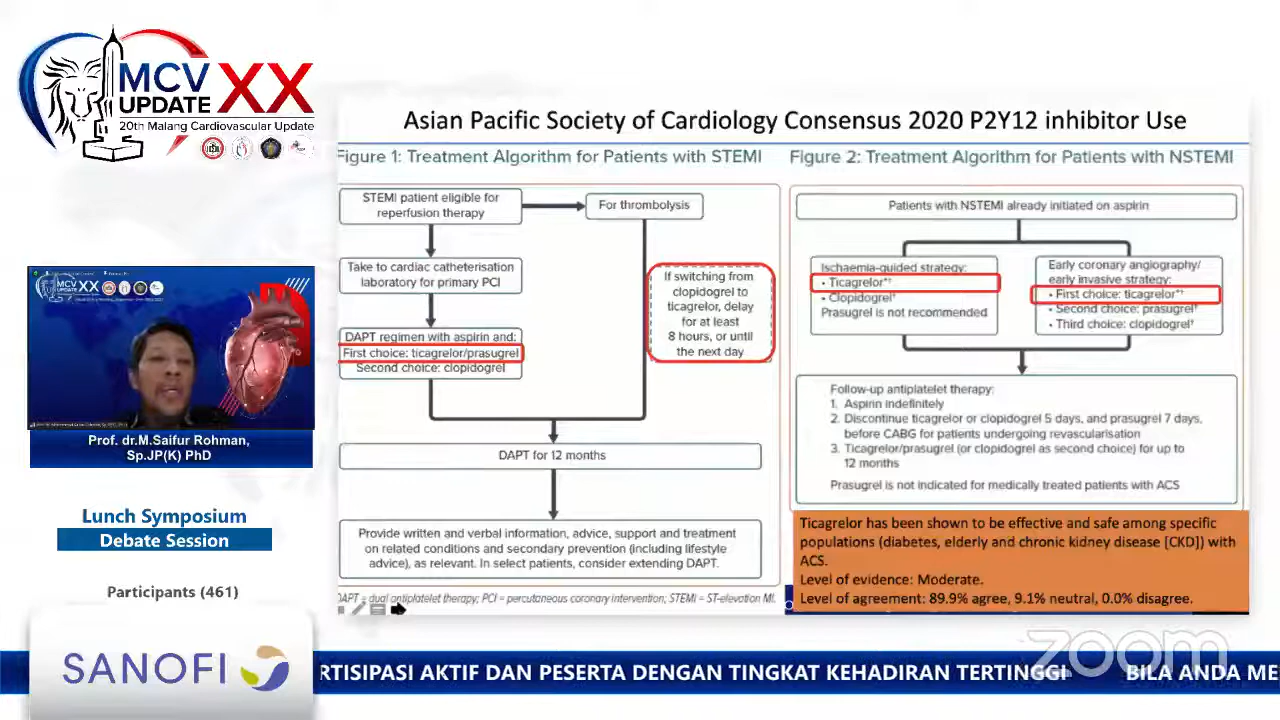 MCV
UPDATE
XX
20th Malang Cardiovascular Update
Prof. dr.M.Saifur Rohman,
Sp.JP(K) PhD
Lunch Symposium
Debate Session
Participants (461)
SANOFI
Asian Pacific Society of Cardiology Consensus 2020 P2Y12 inhibitor Use
Figure 1: Treatment Algorithm for Patients with STEMI
STEMI patient eligible for
reperfusion therapy
For thrombolysis
Take to cardiac catheterisation
laboratory for primary PCI
If switching from
clopidogrel to
ticagrelor, delay
for at least
8 hours, or until
the next day
DAPT regimen with aspirin and:
First choice: ticagrelor/prasugrel
Second choice: clopidogrel
DAPT for 12 months
Provide written and verbal information, advice, support and treatment
on related conditions and secondary prevention (including lifestyle
advice), as relevant. In select patients, consider extending DAPT.
DAPT = dual antiplatelet therapy; PCI = percutaneous coronary intervention; STEMI = ST-elevation MI.
Figure 2: Treatment Algorithm for Patients with NSTEMI
Patients with NSTEMI already initiated on aspirin
Ischaemia-guided strategy:
• Ticagrelor*†
• Clopidogrel†
Prasugrel is not recommended
Early coronary angiography/
early invasive strategy:
• First choice: ticagrelor*†
• Second choice: prasugrel†
• Third choice: clopidogrel†
Follow-up antiplatelet therapy:
1. Aspirin indefinitely
2. Discontinue ticagrelor or clopidogrel 5 days, and prasugrel 7 days,
before CABG for patients undergoing revascularisation
3. Ticagrelor/prasugrel (or clopidogrel as second choice) for up to
12 months
Prasugrel is not indicated for medically treated patients with ACS
Ticagrelor has been shown to be effective and safe among specific
populations (diabetes, elderly and chronic kidney disease [CKD]) with
ACS.
Level of evidence: Moderate.
Level of agreement: 89.9% agree, 9.1% neutral, 0.0% disagree.
zoom
RTISIPASI AKTIF DAN PESERTA DENGAN TINGKAT KEHADIRAN TERTINGGI BILA ANDA ME